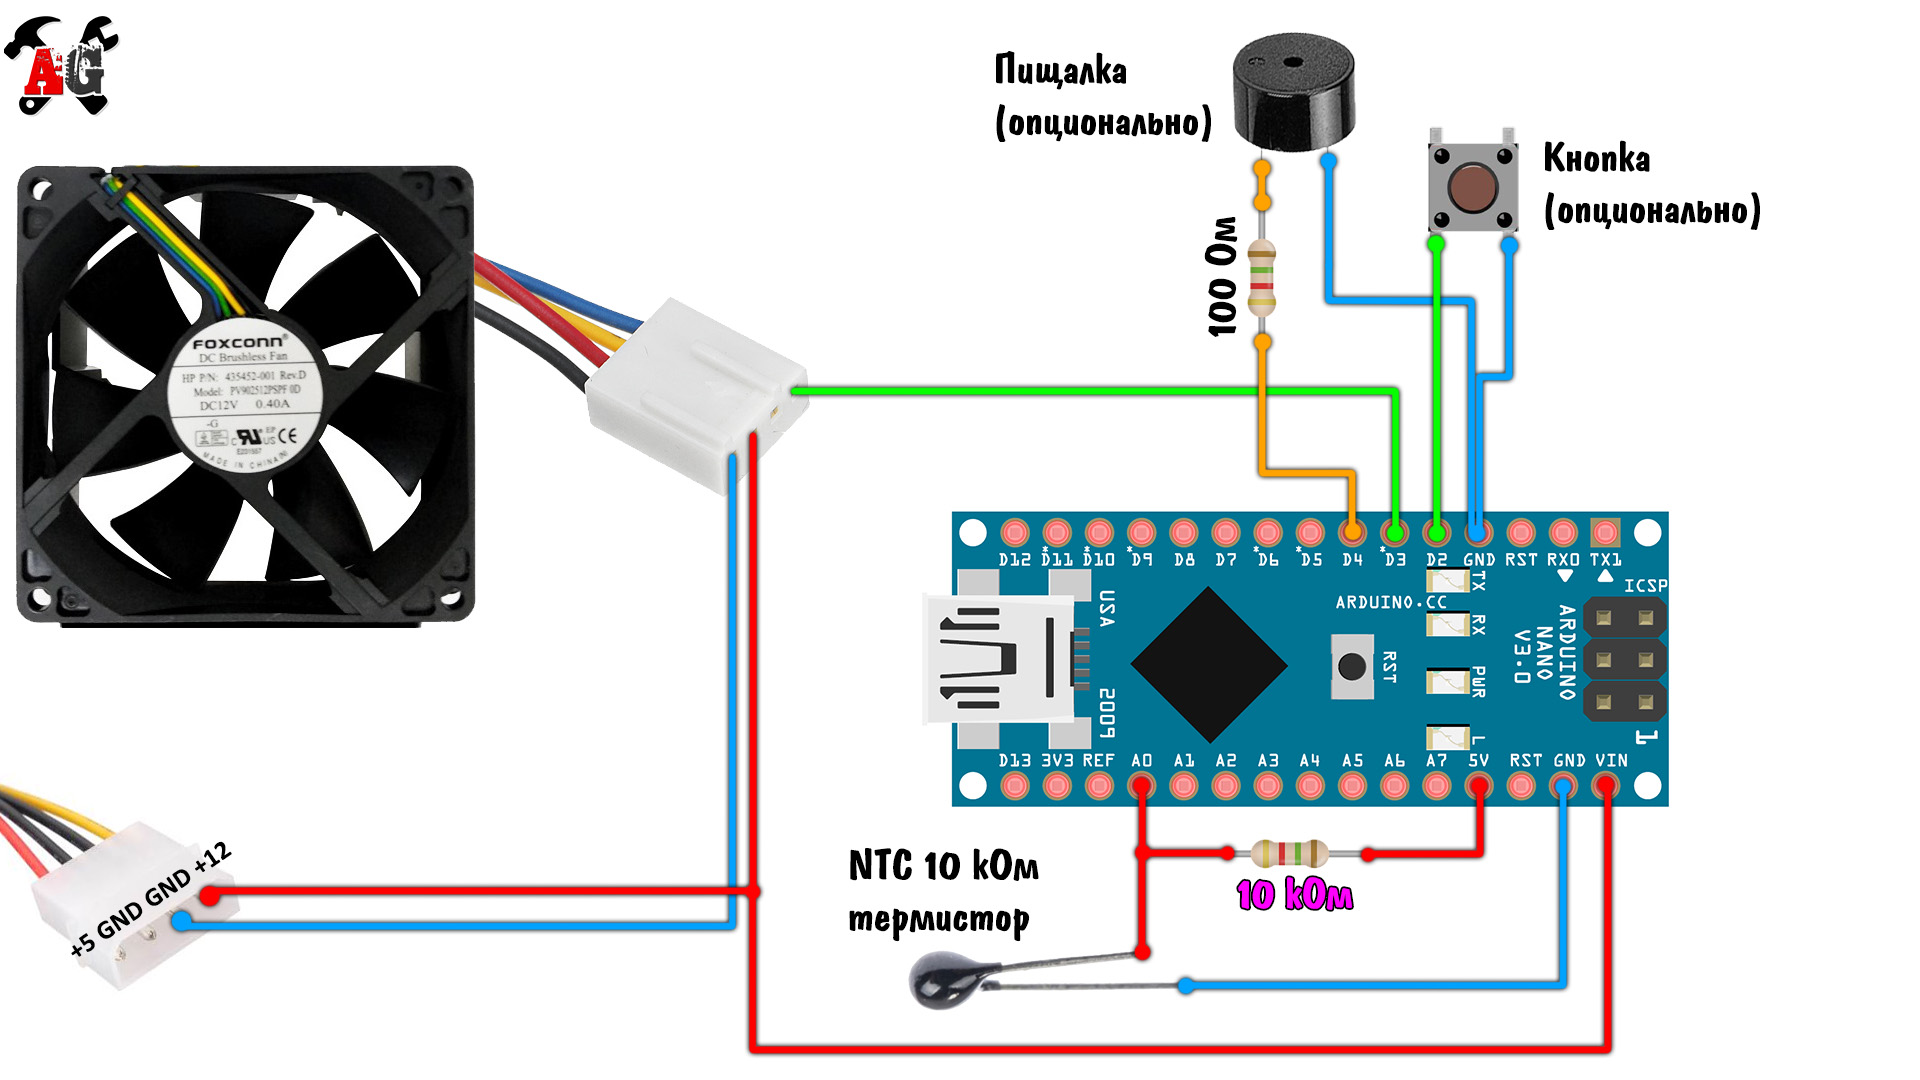 AG
Пищалка
(опционально)
Кнопка
(опционально)
100 Ом
FOXCONN®
DC Brushless Fan
HP P/N: 435452-001 Rev.D
Model: PV902512PSPF 0D
DC12V 0.40A
-G
MADE IN CHINA
D12 D11 D10 D9 D8 D7 D6 D5 D4 D3 D2 GND RST RX0 TX1
ICSP
ARDUINO.CC
TX
RX
PWR
L
RST
ARDUINO
NANO
V3.0
USA
2009
1
D13 3V3 REF A0 A1 A2 A3 A4 A5 A6 A7 5V RST GND VIN
+5 GND GND +12
NTC 10 кОм
термистор
10 кОм